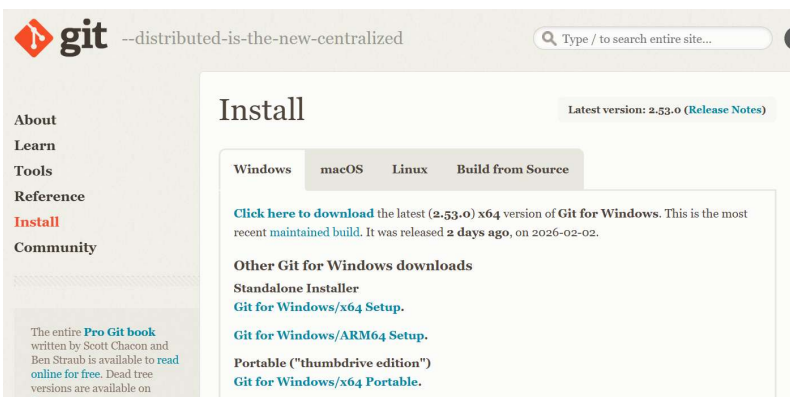 git --distributed-is-the-new-centralized
Type / to search entire site...
About
Learn
Tools
Reference
Install
Community
The entire Pro Git book
written by Scott Chacon and
Ben Straub is available to read
online for free. Dead tree
versions are available on
Install
Latest version: 2.53.0 (Release Notes)
Windows macOS Linux Build from Source
Click here to download the latest (2.53.0) x64 version of Git for Windows. This is the most
recent maintained build. It was released 2 days ago, on 2026-02-02.
Other Git for Windows downloads
Standalone Installer
Git for Windows/x64 Setup.
Git for Windows/ARM64 Setup.
Portable ("thumbdrive edition")
Git for Windows/x64 Portable.